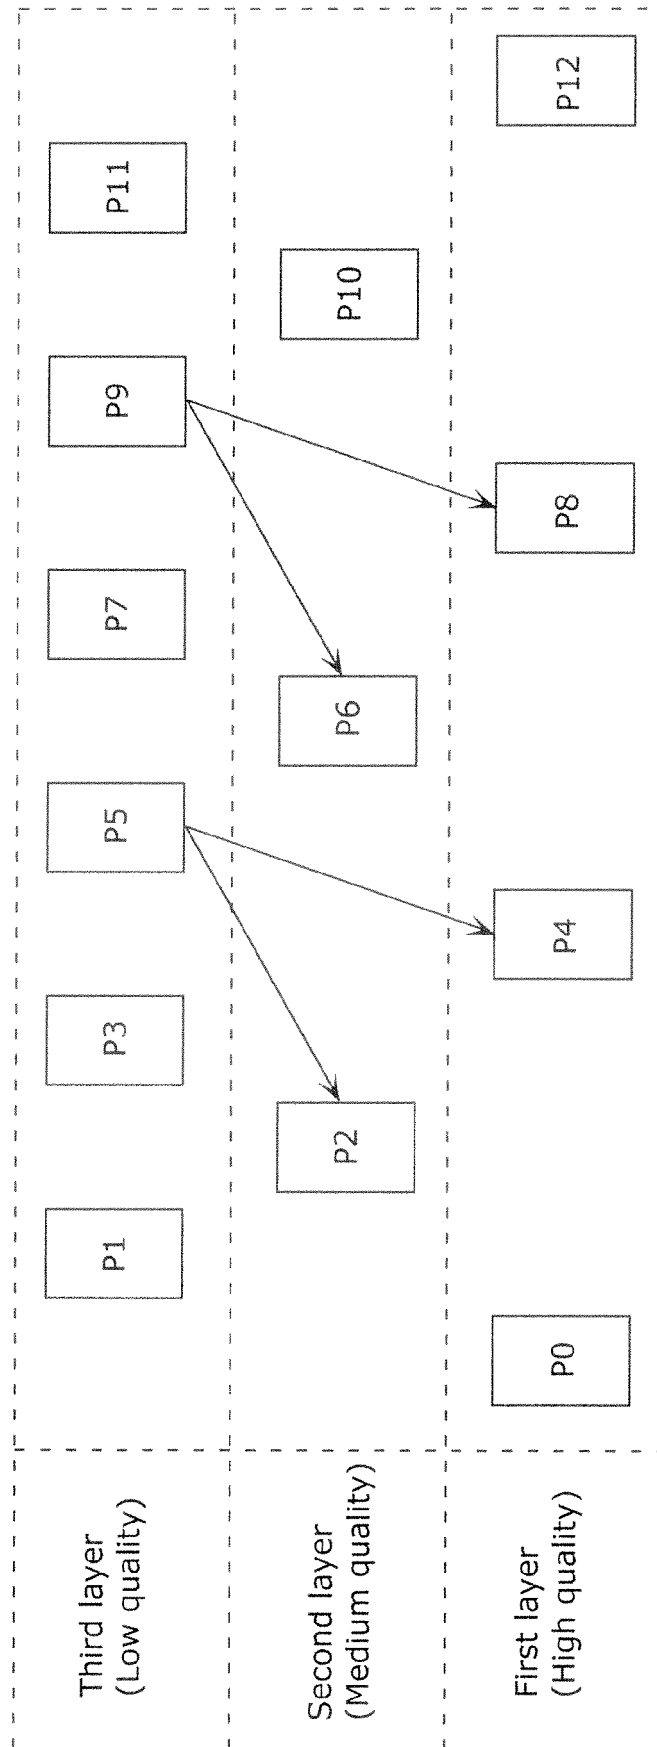 Third layer
(Low quality)
P1
P3
P5
P7
P9
P11
Second layer
(Medium quality)
P2
P6
P10
First layer
(High quality)
P0
P4
P8
P12